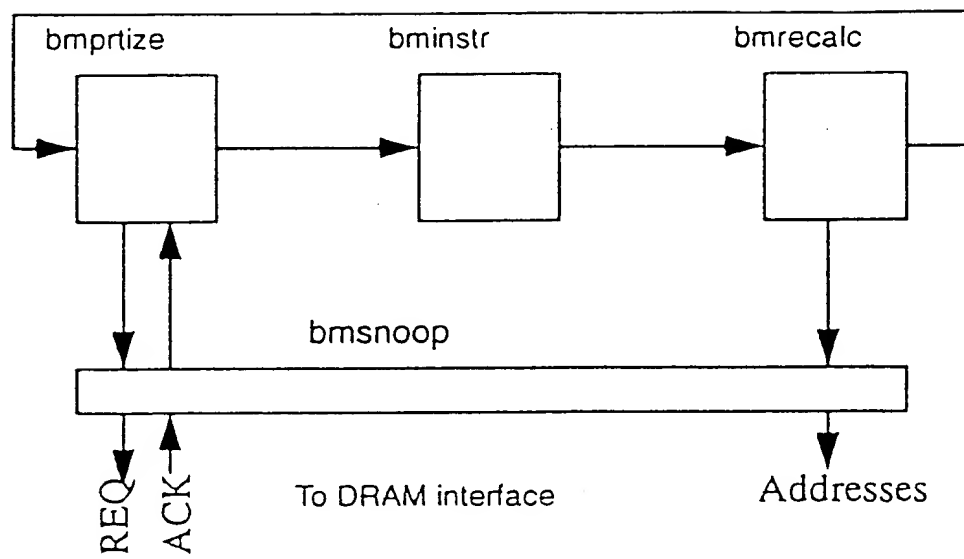 bmprtize
bminstr
bmrecalc
bmsnoop
REQ
ACK
To DRAM interface
Addresses